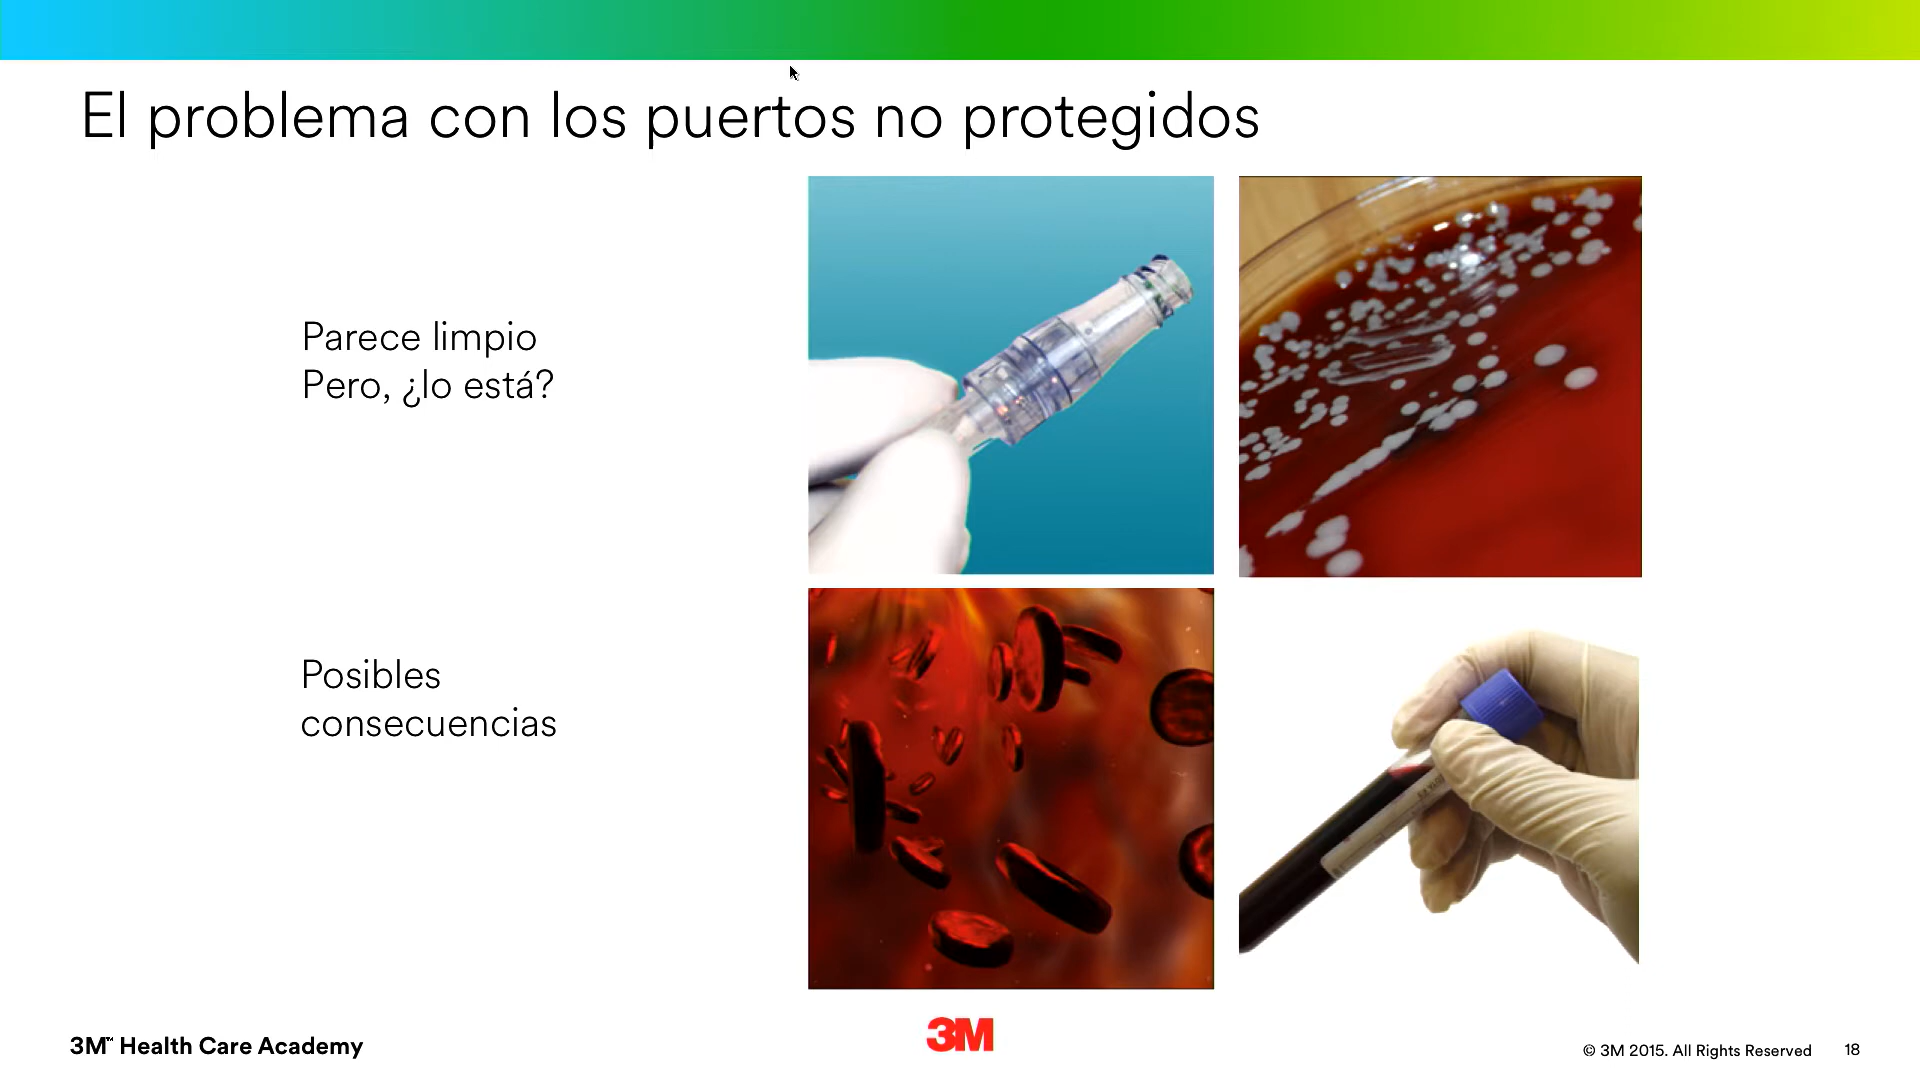 El problema con los puertos no protegidos
Parece limpio
Pero, ¿lo está?
Posibles
consecuencias
3M™ Health Care Academy
3M
© 3M 2015. All Rights Reserved
18